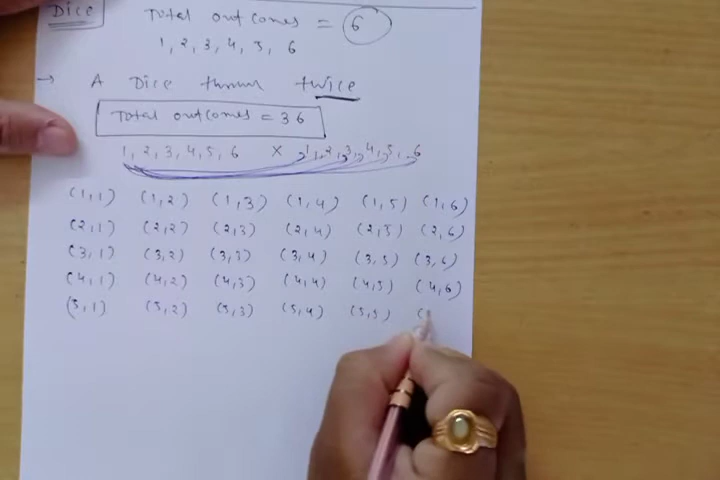 Dice Total outcomes = 6
1, 2, 3, 4, 5, 6
→ A Dice thrown twice
Total outcomes = 36
1, 2, 3, 4, 5, 6 × 1, 2, 3, 4, 5, 6
(1,1) (1,2) (1,3) (1,4) (1,5) (1,6)
(2,1) (2,2) (2,3) (2,4) (2,5) (2,6)
(3,1) (3,2) (3,3) (3,4) (3,5) (3,6)
(4,1) (4,2) (4,3) (4,4) (4,5) (4,6)
(5,1) (5,2) (5,3) (5,4) (5,5) (